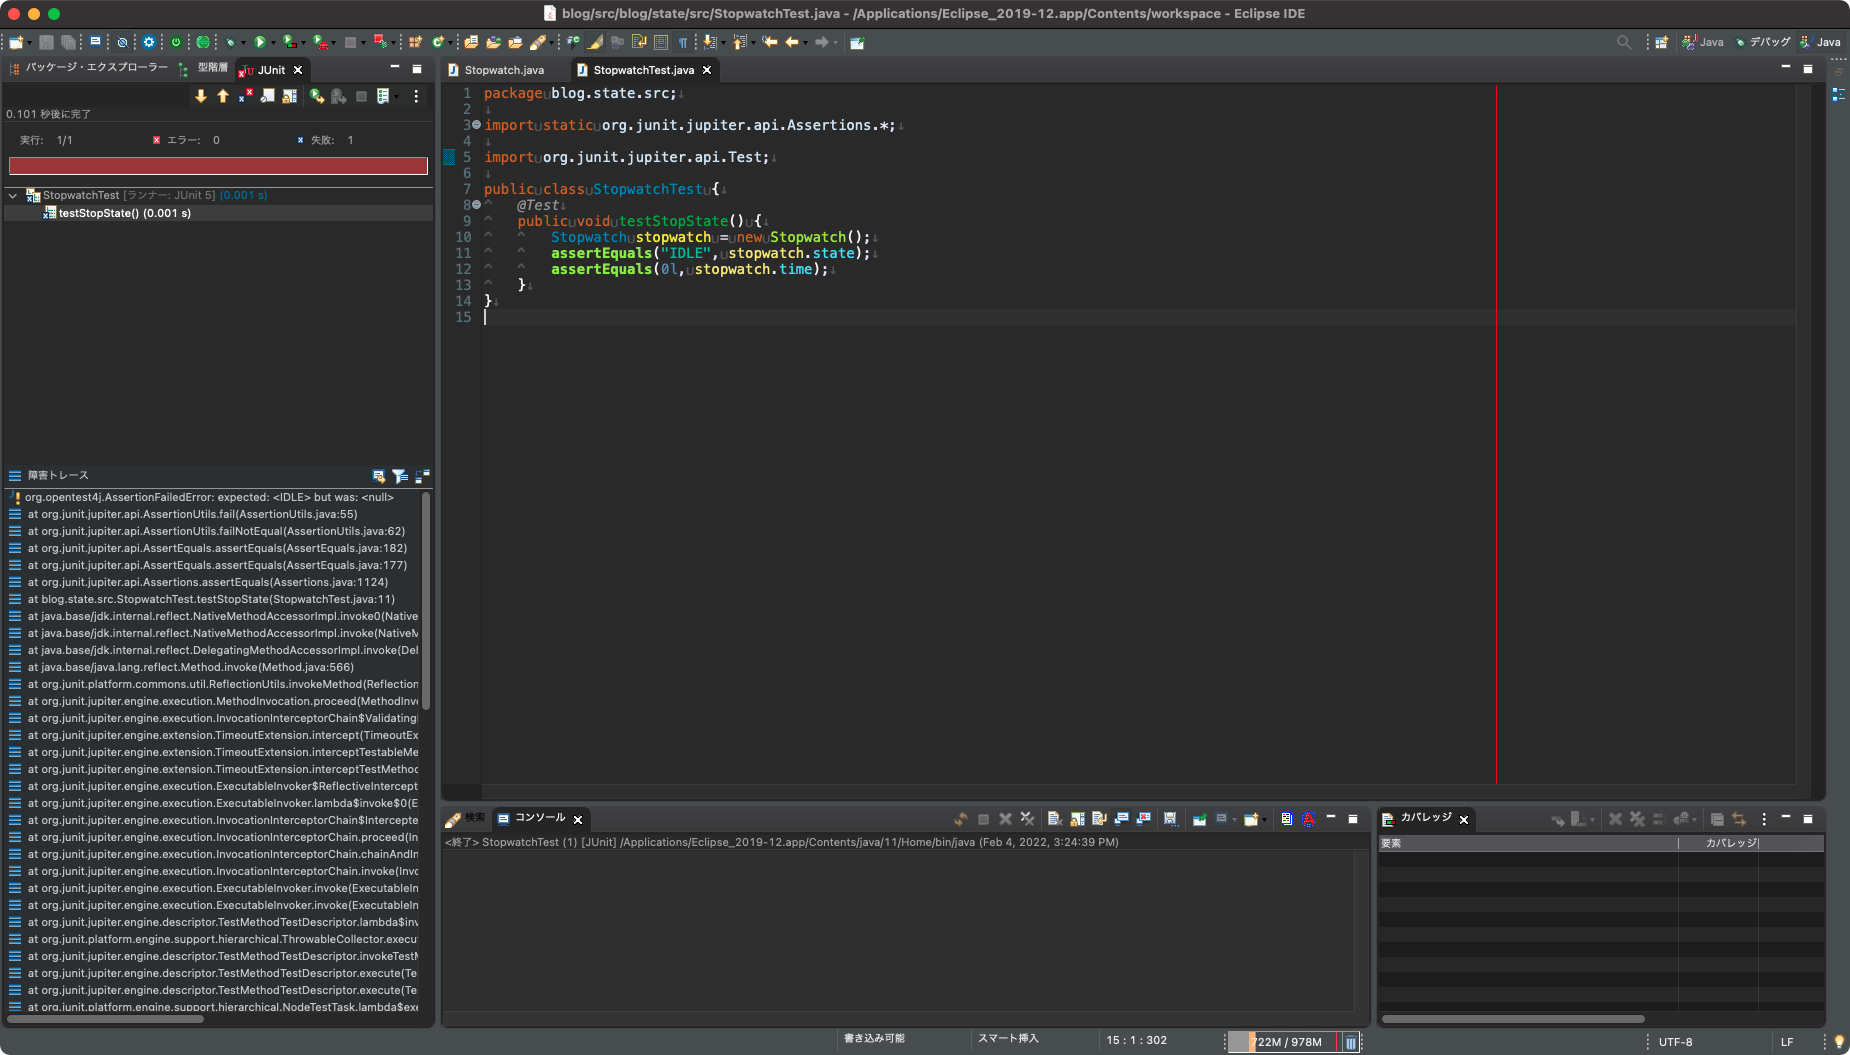 blog/src/blog/state/src/StopwatchTest.java - /Applications/Eclipse_2019-12.app/Contents/workspace - Eclipse IDE
Java
デバッグ
Java
パッケージ・エクスプローラー
型階層
JUnit
0.101 秒後に完了
実行: 1/1
エラー: 0
失敗: 1
StopwatchTest [ランナー: JUnit 5] (0.001 s)
testStopState() (0.001 s)
障害トレース
org.opentest4j.AssertionFailedError: expected: <IDLE> but was: <null>
at org.junit.jupiter.api.AssertionUtils.fail(AssertionUtils.java:55)
at org.junit.jupiter.api.AssertionUtils.failNotEqual(AssertionUtils.java:62)
at org.junit.jupiter.api.AssertEquals.assertEquals(AssertEquals.java:182)
at org.junit.jupiter.api.AssertEquals.assertEquals(AssertEquals.java:177)
at org.junit.jupiter.api.Assertions.assertEquals(Assertions.java:1124)
at blog.state.src.StopwatchTest.testStopState(StopwatchTest.java:11)
at java.base/jdk.internal.reflect.NativeMethodAccessorImpl.invoke0(Native
at java.base/jdk.internal.reflect.NativeMethodAccessorImpl.invoke(NativeM
at java.base/jdk.internal.reflect.DelegatingMethodAccessorImpl.invoke(Del
at java.base/java.lang.reflect.Method.invoke(Method.java:566)
at org.junit.platform.commons.util.ReflectionUtils.invokeMethod(Reflection
at org.junit.jupiter.engine.execution.MethodInvocation.proceed(MethodInvo
at org.junit.jupiter.engine.execution.InvocationInterceptorChain$Validating
at org.junit.jupiter.engine.extension.TimeoutExtension.intercept(TimeoutEx
at org.junit.jupiter.engine.extension.TimeoutExtension.interceptTestableMe
at org.junit.jupiter.engine.extension.TimeoutExtension.interceptTestMethod
at org.junit.jupiter.engine.execution.ExecutableInvoker$ReflectiveIntercept
at org.junit.jupiter.engine.execution.ExecutableInvoker.lambda$invoke$0(E
at org.junit.jupiter.engine.execution.InvocationInterceptorChain$Intercepte
at org.junit.jupiter.engine.execution.InvocationInterceptorChain.proceed(In
at org.junit.jupiter.engine.execution.InvocationInterceptorChain.chainAndIn
at org.junit.jupiter.engine.execution.InvocationInterceptorChain.invoke(Invo
at org.junit.jupiter.engine.execution.ExecutableInvoker.invoke(ExecutableIn
at org.junit.jupiter.engine.execution.ExecutableInvoker.invoke(ExecutableIn
at org.junit.jupiter.engine.descriptor.TestMethodTestDescriptor.lambda$inv
at org.junit.platform.engine.support.hierarchical.ThrowableCollector.execu
at org.junit.jupiter.engine.descriptor.TestMethodTestDescriptor.invokeTestM
at org.junit.jupiter.engine.descriptor.TestMethodTestDescriptor.execute(Te
at org.junit.jupiter.engine.descriptor.TestMethodTestDescriptor.execute(Te
at org.junit.platform.engine.support.hierarchical.NodeTestTask.lambda$exe
Stopwatch.java
StopwatchTest.java
1 package blog.state.src;
2
3 import static org.junit.jupiter.api.Assertions.*;
4
5 import org.junit.jupiter.api.Test;
6
7 public class StopwatchTest {
8 @Test
9 public void testStopState() {
10 Stopwatch stopwatch = new Stopwatch();
11 assertEquals("IDLE", stopwatch.state);
12 assertEquals(0l, stopwatch.time);
13 }
14 }
15
検索
コンソール
<終了> StopwatchTest (1) [JUnit] /Applications/Eclipse_2019-12.app/Contents/java/11/Home/bin/java (Feb 4, 2022, 3:24:39 PM)
カバレッジ
要素
カバレッジ
書き込み可能
スマート挿入
15 : 1 : 302
722M / 978M
UTF-8
LF